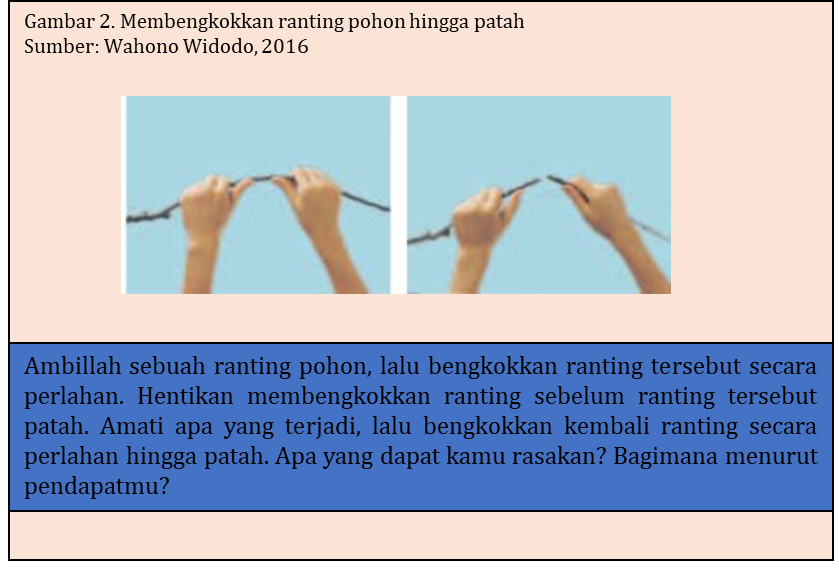 Gambar 2. Membengkokkan ranting pohon hingga patah
Sumber: Wahono Widodo, 2016
Ambillah sebuah ranting pohon, lalu bengkokkan ranting tersebut secara
perlahan. Hentikan membengkokkan ranting sebelum ranting tersebut
patah. Amati apa yang terjadi, lalu bengkokkan kembali ranting secara
perlahan hingga patah. Apa yang dapat kamu rasakan? Bagimana menurut
pendapatmu?